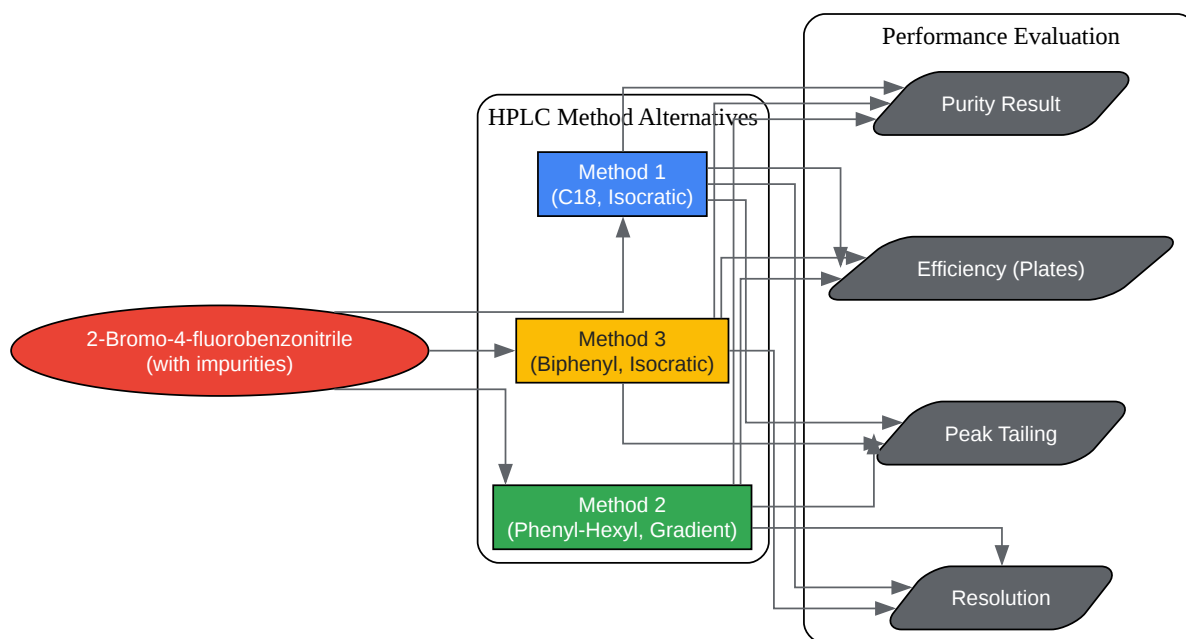 Performance Evaluation
Purity Result
HPLC Method Alternatives
Method 1
(C18, Isocratic)
Efficiency (Plates)
2-Bromo-4-fluorobenzonitrile
(with impurities)
Method 3
(Biphenyl, Isocratic)
Peak Tailing
Method 2
(Phenyl-Hexyl, Gradient)
Resolution